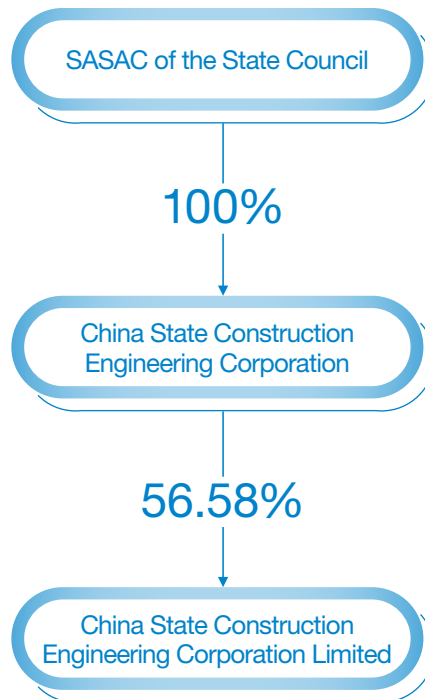 SASAC of the State Council
100%
China State Construction
Engineering Corporation
56.58%
China State Construction
Engineering Corporation Limited